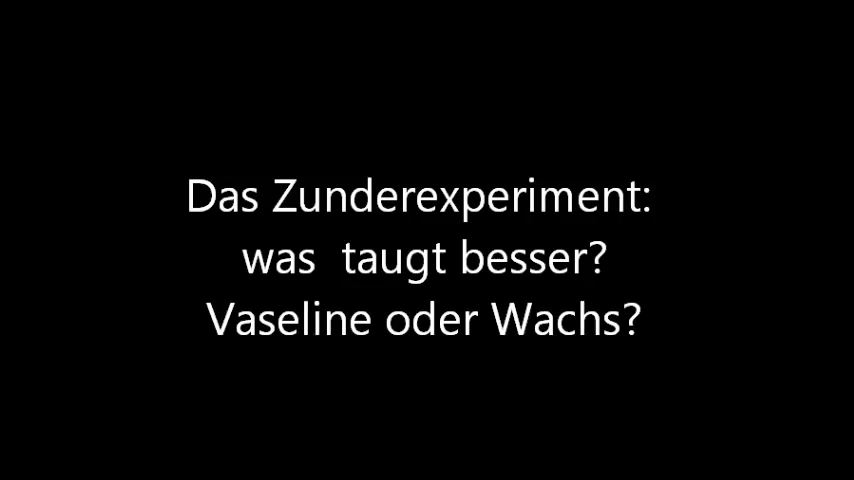 Das Zunderexperiment:
was  taugt besser?
Vaseline oder Wachs?